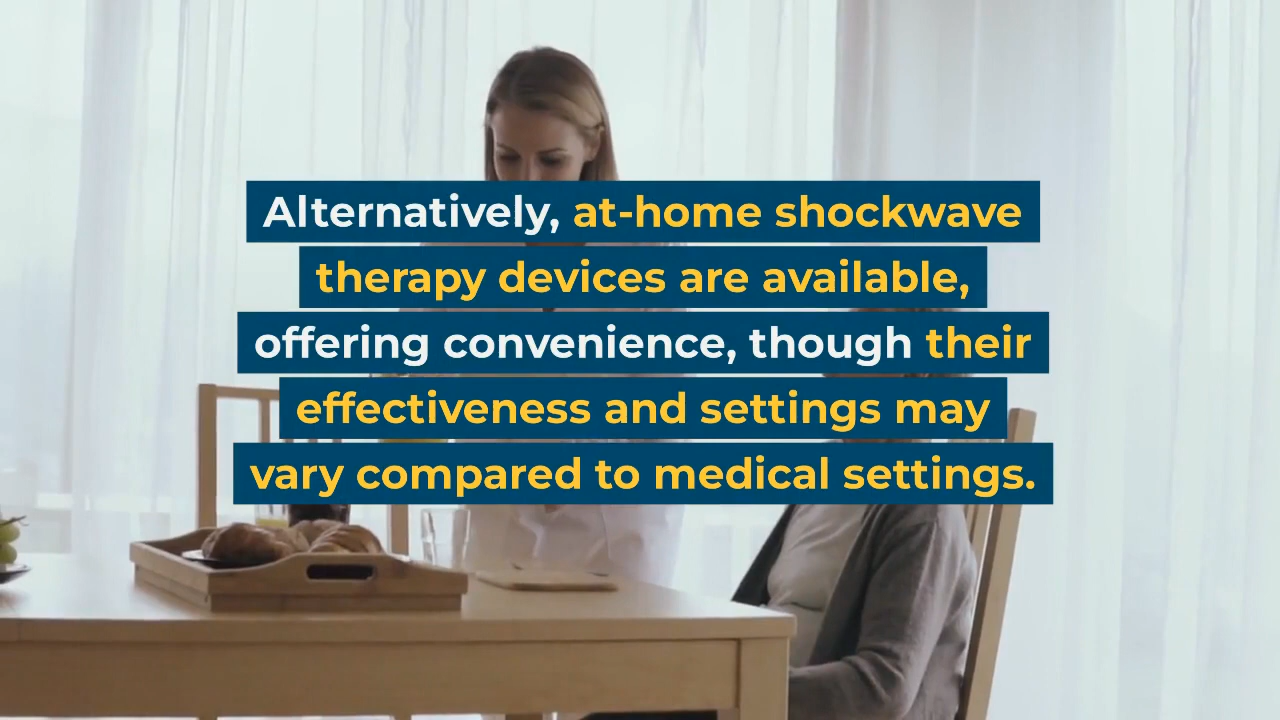 Alternatively, at-home shockwave
therapy devices are available,
offering convenience, though their
effectiveness and settings may
vary compared to medical settings.